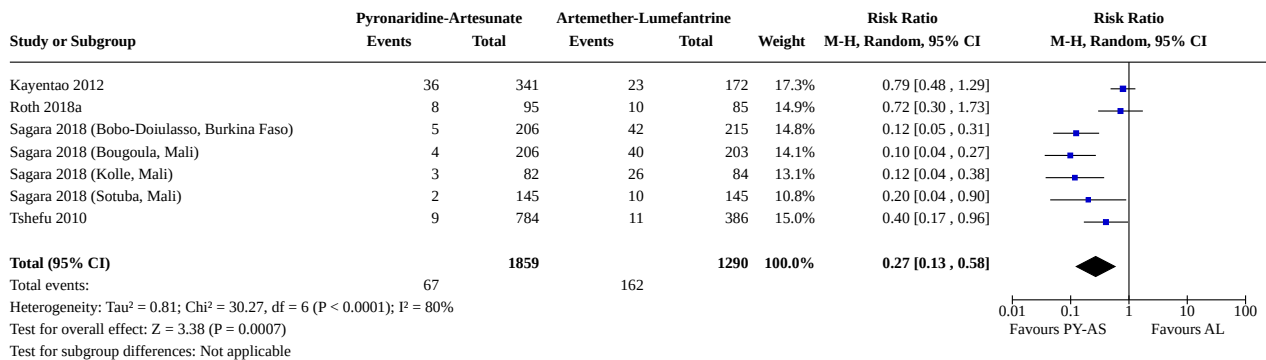 Pyronaridine-Artesunate Artemether-Lumefantrine Risk Ratio Risk Ratio
Study or Subgroup Events Total Events Total Weight M-H, Random, 95% CI M-H, Random, 95% CI
Kayentao 2012 36 341 23 172 17.3% 0.79 [0.48 , 1.29]
Roth 2018a 8 95 10 85 14.9% 0.72 [0.30 , 1.73]
Sagara 2018 (Bobo-Doiulasso, Burkina Faso) 5 206 42 215 14.8% 0.12 [0.05 , 0.31]
Sagara 2018 (Bougoula, Mali) 4 206 40 203 14.1% 0.10 [0.04 , 0.27]
Sagara 2018 (Kolle, Mali) 3 82 26 84 13.1% 0.12 [0.04 , 0.38]
Sagara 2018 (Sotuba, Mali) 2 145 10 145 10.8% 0.20 [0.04 , 0.90]
Tshefu 2010 9 784 11 386 15.0% 0.40 [0.17 , 0.96]
Total (95% CI) 1859 1290 100.0% 0.27 [0.13 , 0.58]
Total events: 67 162
Heterogeneity: Tau² = 0.81; Chi² = 30.27, df = 6 (P < 0.0001); I² = 80%
Test for overall effect: Z = 3.38 (P = 0.0007)
Test for subgroup differences: Not applicable
0.01 0.1 1 10 100
Favours PY-AS Favours AL